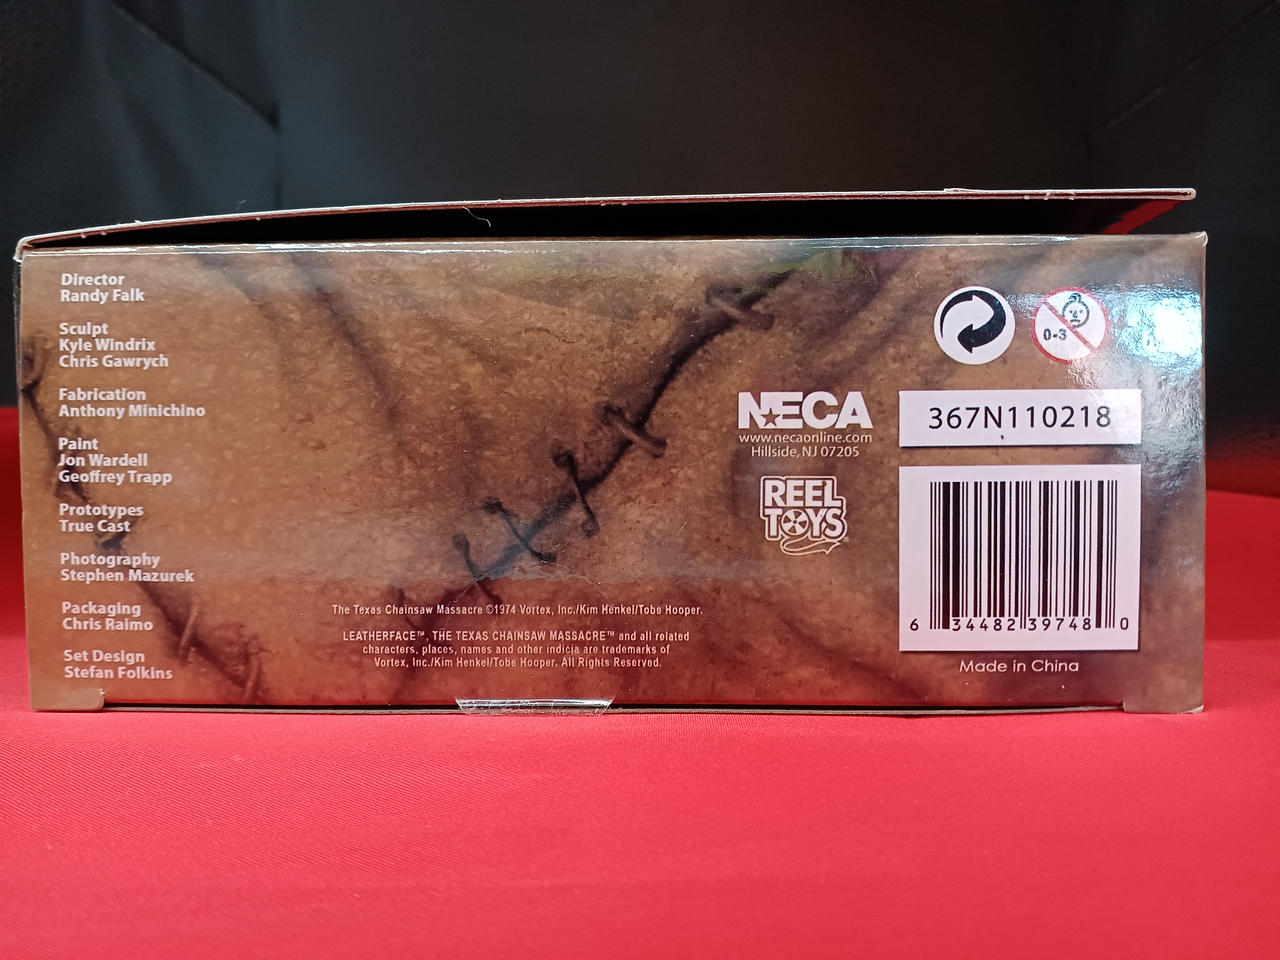 Director
Randy Falk
Sculpt
Kyle Windrix
Chris Gawrych
Fabrication
Anthony Minichino
Paint
Jon Wardell
Geoffrey Trapp
Prototypes
True Cast
Photography
Stephen Mazurek
Packaging
Chris Raimo
Set Design
Stefan Folkins
The Texas Chainsaw Massacre ©1974 Vortex, Inc./Kim Henkel/Tobe Hooper.
LEATHERFACE™, THE TEXAS CHAINSAW MASSACRE™ and all related
characters, places, names and other indicia are trademarks of
Vortex, Inc./Kim Henkel/Tobe Hooper. All Rights Reserved.
NECA
www.necaonline.com
Hillside, NJ 07205
REEL
TOYS
0-3
367N110218
6 34482 39748 0
Made in China